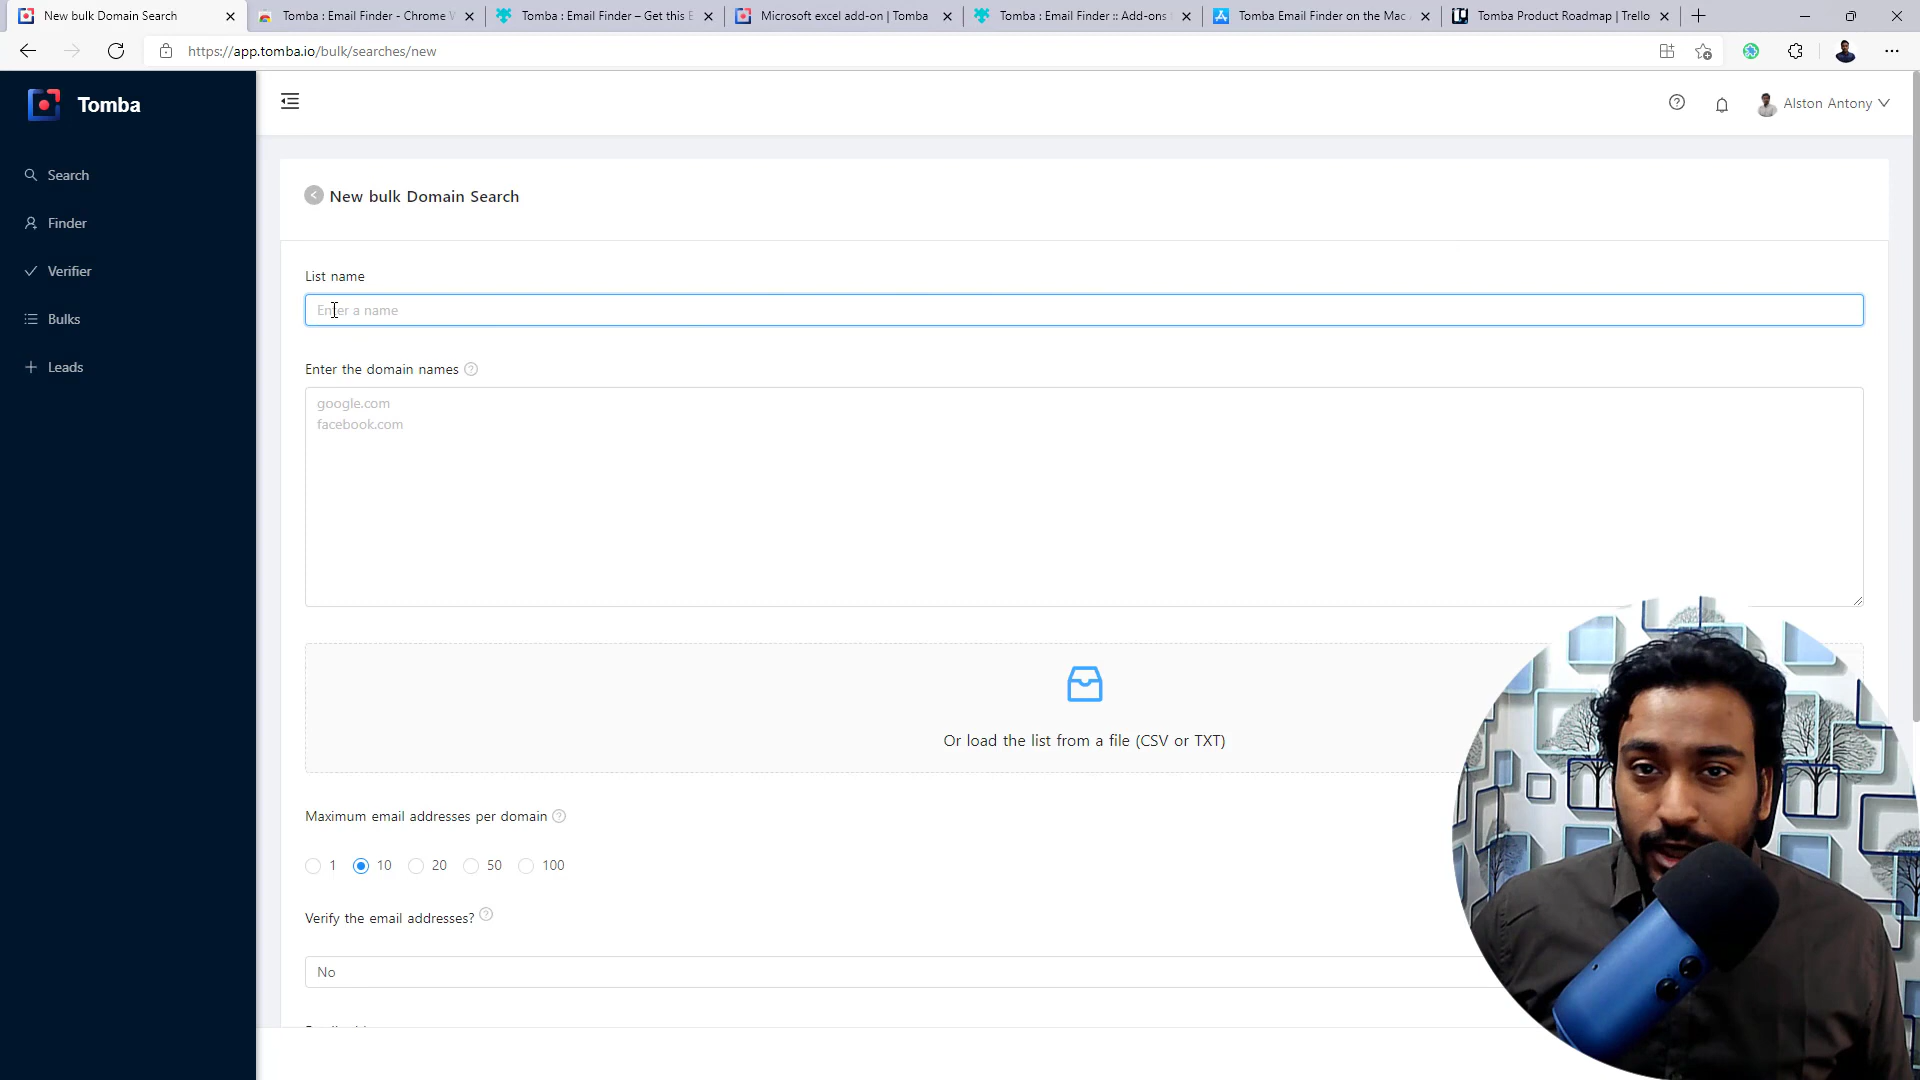 New bulk Domain Search
Tomba : Email Finder - Chrome W
Tomba : Email Finder – Get this E
Microsoft excel add-on | Tomba
Tomba : Email Finder :: Add-ons
Tomba Email Finder on the Mac
Tomba Product Roadmap | Trello
https://app.tomba.io/bulk/searches/new
Tomba
Alston Antony
Search
Finder
Verifier
Bulks
Leads
New bulk Domain Search
List name
Enter a name
Enter the domain names
google.com
facebook.com
Or load the list from a file (CSV or TXT)
Maximum email addresses per domain
1 10 20 50 100
Verify the email addresses?
No